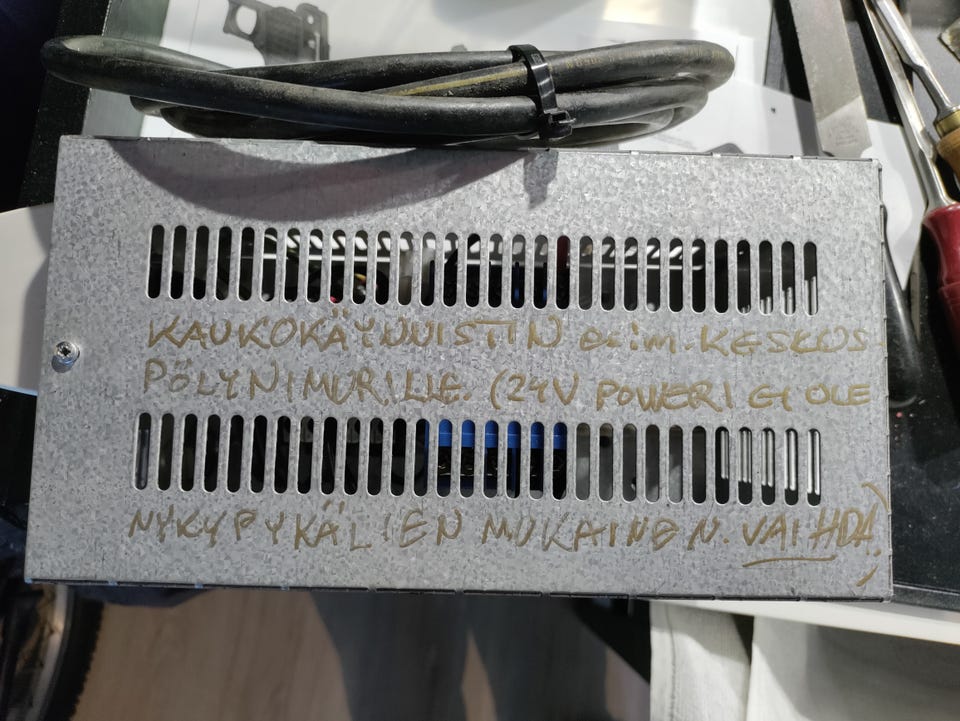 KAUKOKÄYNNISTIN esim. KESKUS-
PÖLYNIMURILLE. (24V POWERI EI OLE
NYKYPYKÄLIEN MUKAINEN. VAIHDA!)